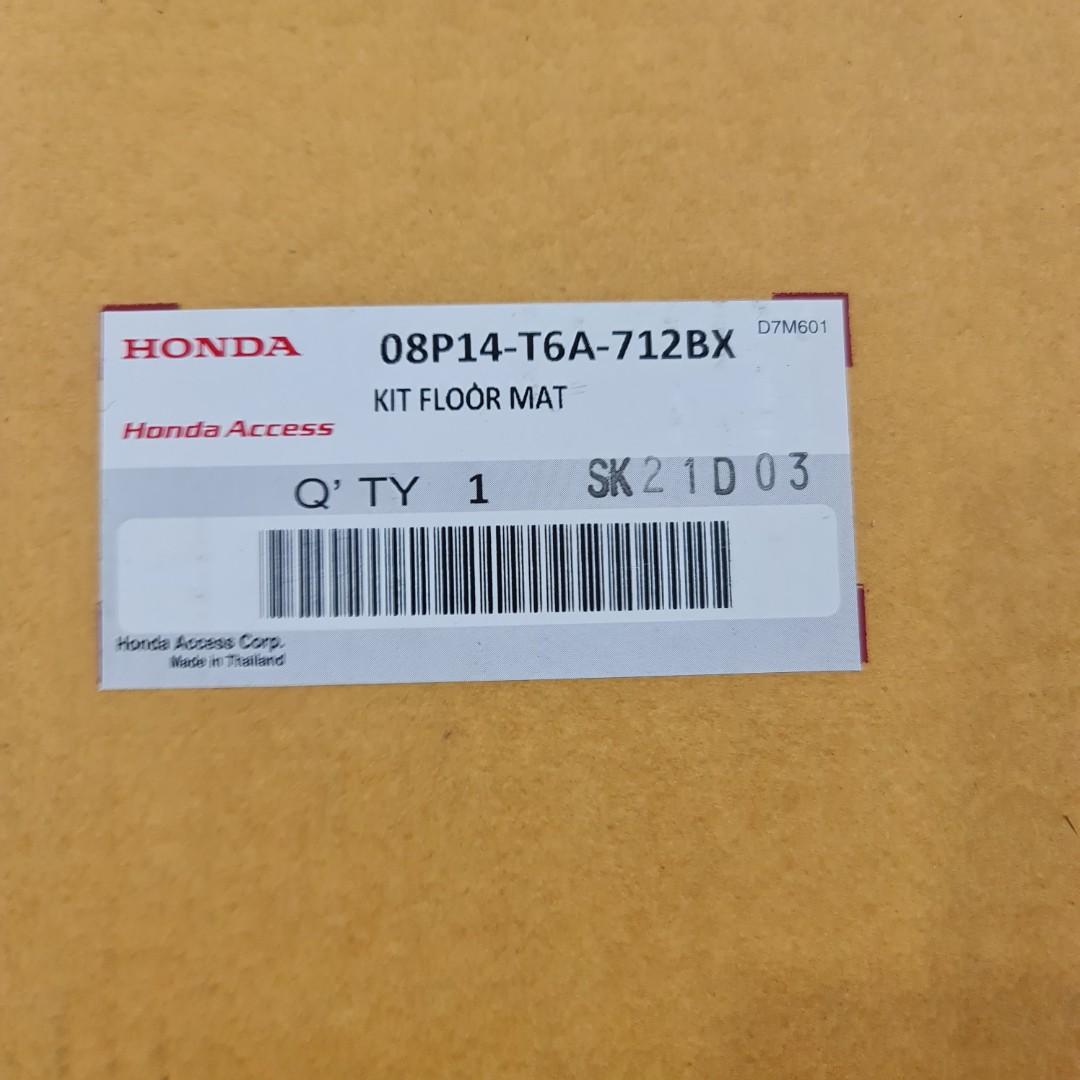 HONDA 08P14-T6A-712BX D7M601
KIT FLOOR MAT
Honda Access
Q' TY 1 SK21D03
Honda Access Corp.
Made in Thailand